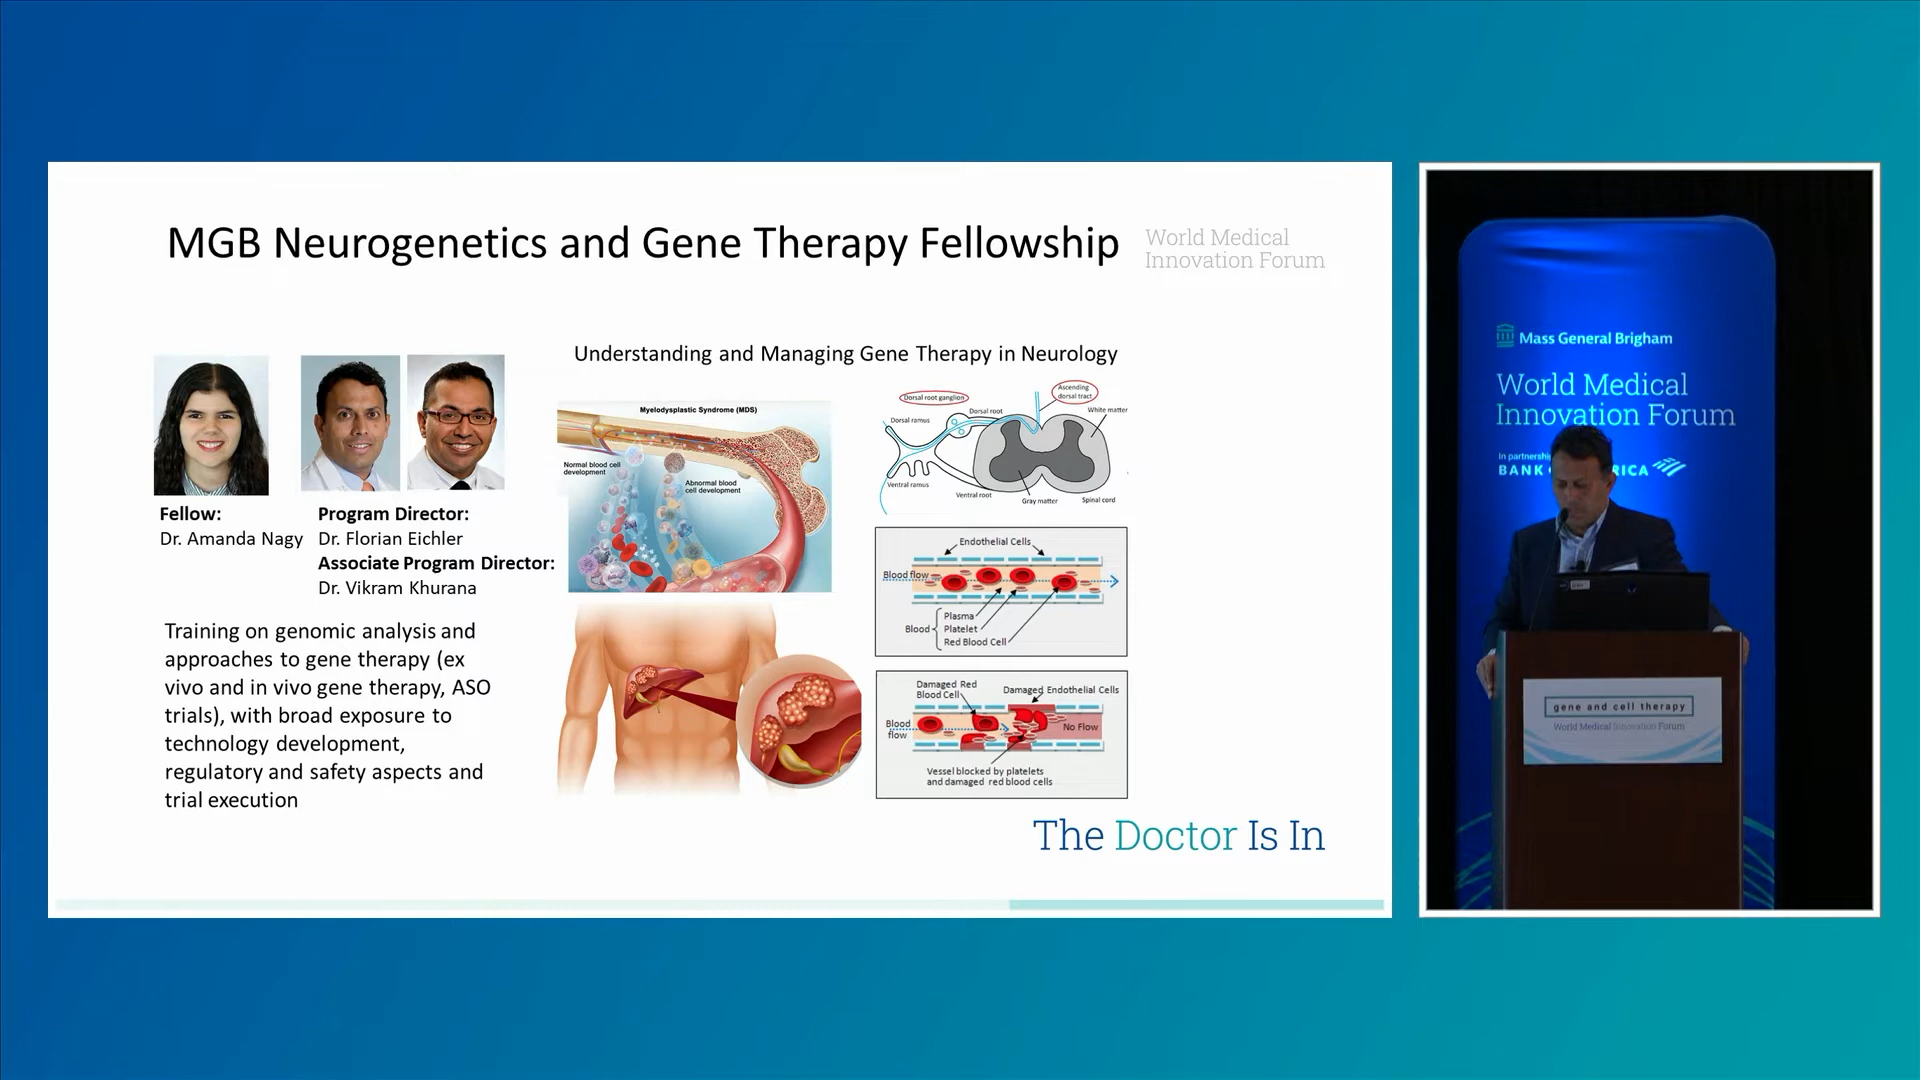 MGB Neurogenetics and Gene Therapy Fellowship
World Medical
Innovation Forum
Understanding and Managing Gene Therapy in Neurology
Fellow:
Dr. Amanda Nagy
Program Director:
Dr. Florian Eichler
Associate Program Director:
Dr. Vikram Khurana
Training on genomic analysis and
approaches to gene therapy (ex
vivo and in vivo gene therapy, ASO
trials), with broad exposure to
technology development,
regulatory and safety aspects and
trial execution
Myelodysplastic Syndrome (MDS)
Normal blood cell
development
Abnormal blood
cell development
Dorsal root ganglion
Ascending
dorsal tract
Dorsal ramus
Dorsal root
White matter
Ventral ramus
Ventral root
Gray matter
Spinal cord
Endothelial Cells
Blood flow
Blood
Plasma
Platelet
Red Blood Cell
Damaged Red
Blood Cell
Damaged Endothelial Cells
Blood
flow
No Flow
Vessel blocked by platelets
and damaged red blood cells
The Doctor Is In
Mass General Brigham
World Medical
Innovation Forum
In partnership
BANK
RICA
gene and cell therapy
World Medical Innovation Forum